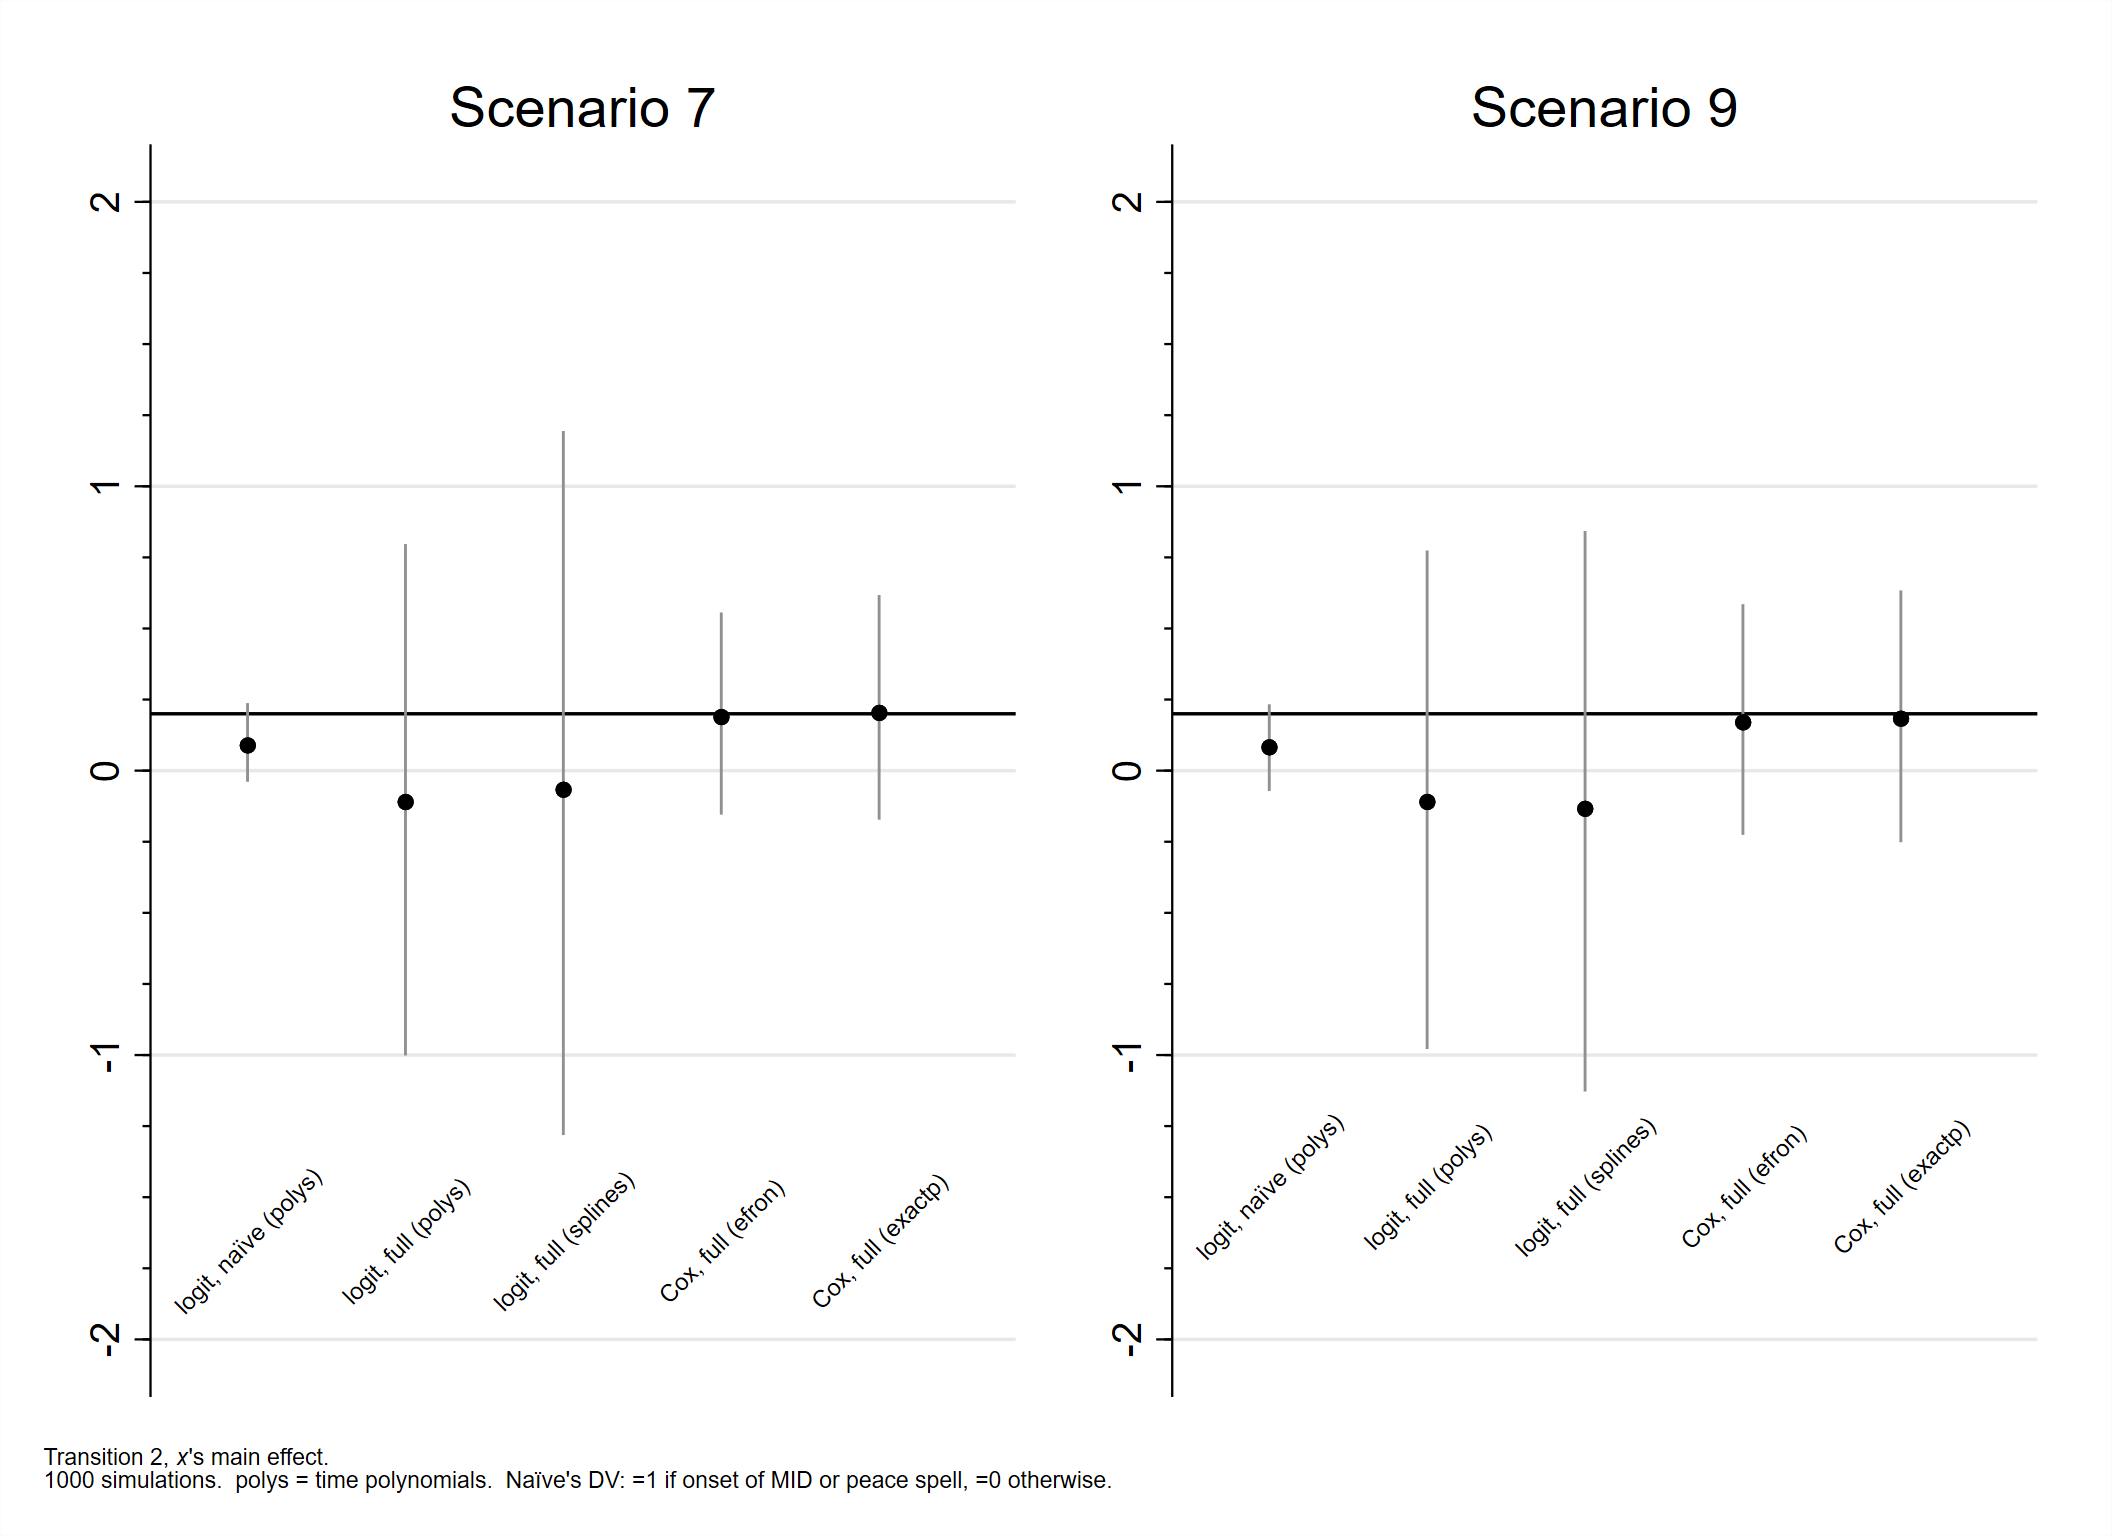 Scenario 7
2
1
0
-1
-2
logit, naïve (polys)
logit, full (polys)
logit, full (splines)
Cox, full (efron)
Cox, full (exactp)
Scenario 9
2
1
0
-1
-2
logit, naïve (polys)
logit, full (polys)
logit, full (splines)
Cox, full (efron)
Cox, full (exactp)
Transition 2, x's main effect.
1000 simulations.  polys = time polynomials.  Naïve's DV: =1 if onset of MID or peace spell, =0 otherwise.